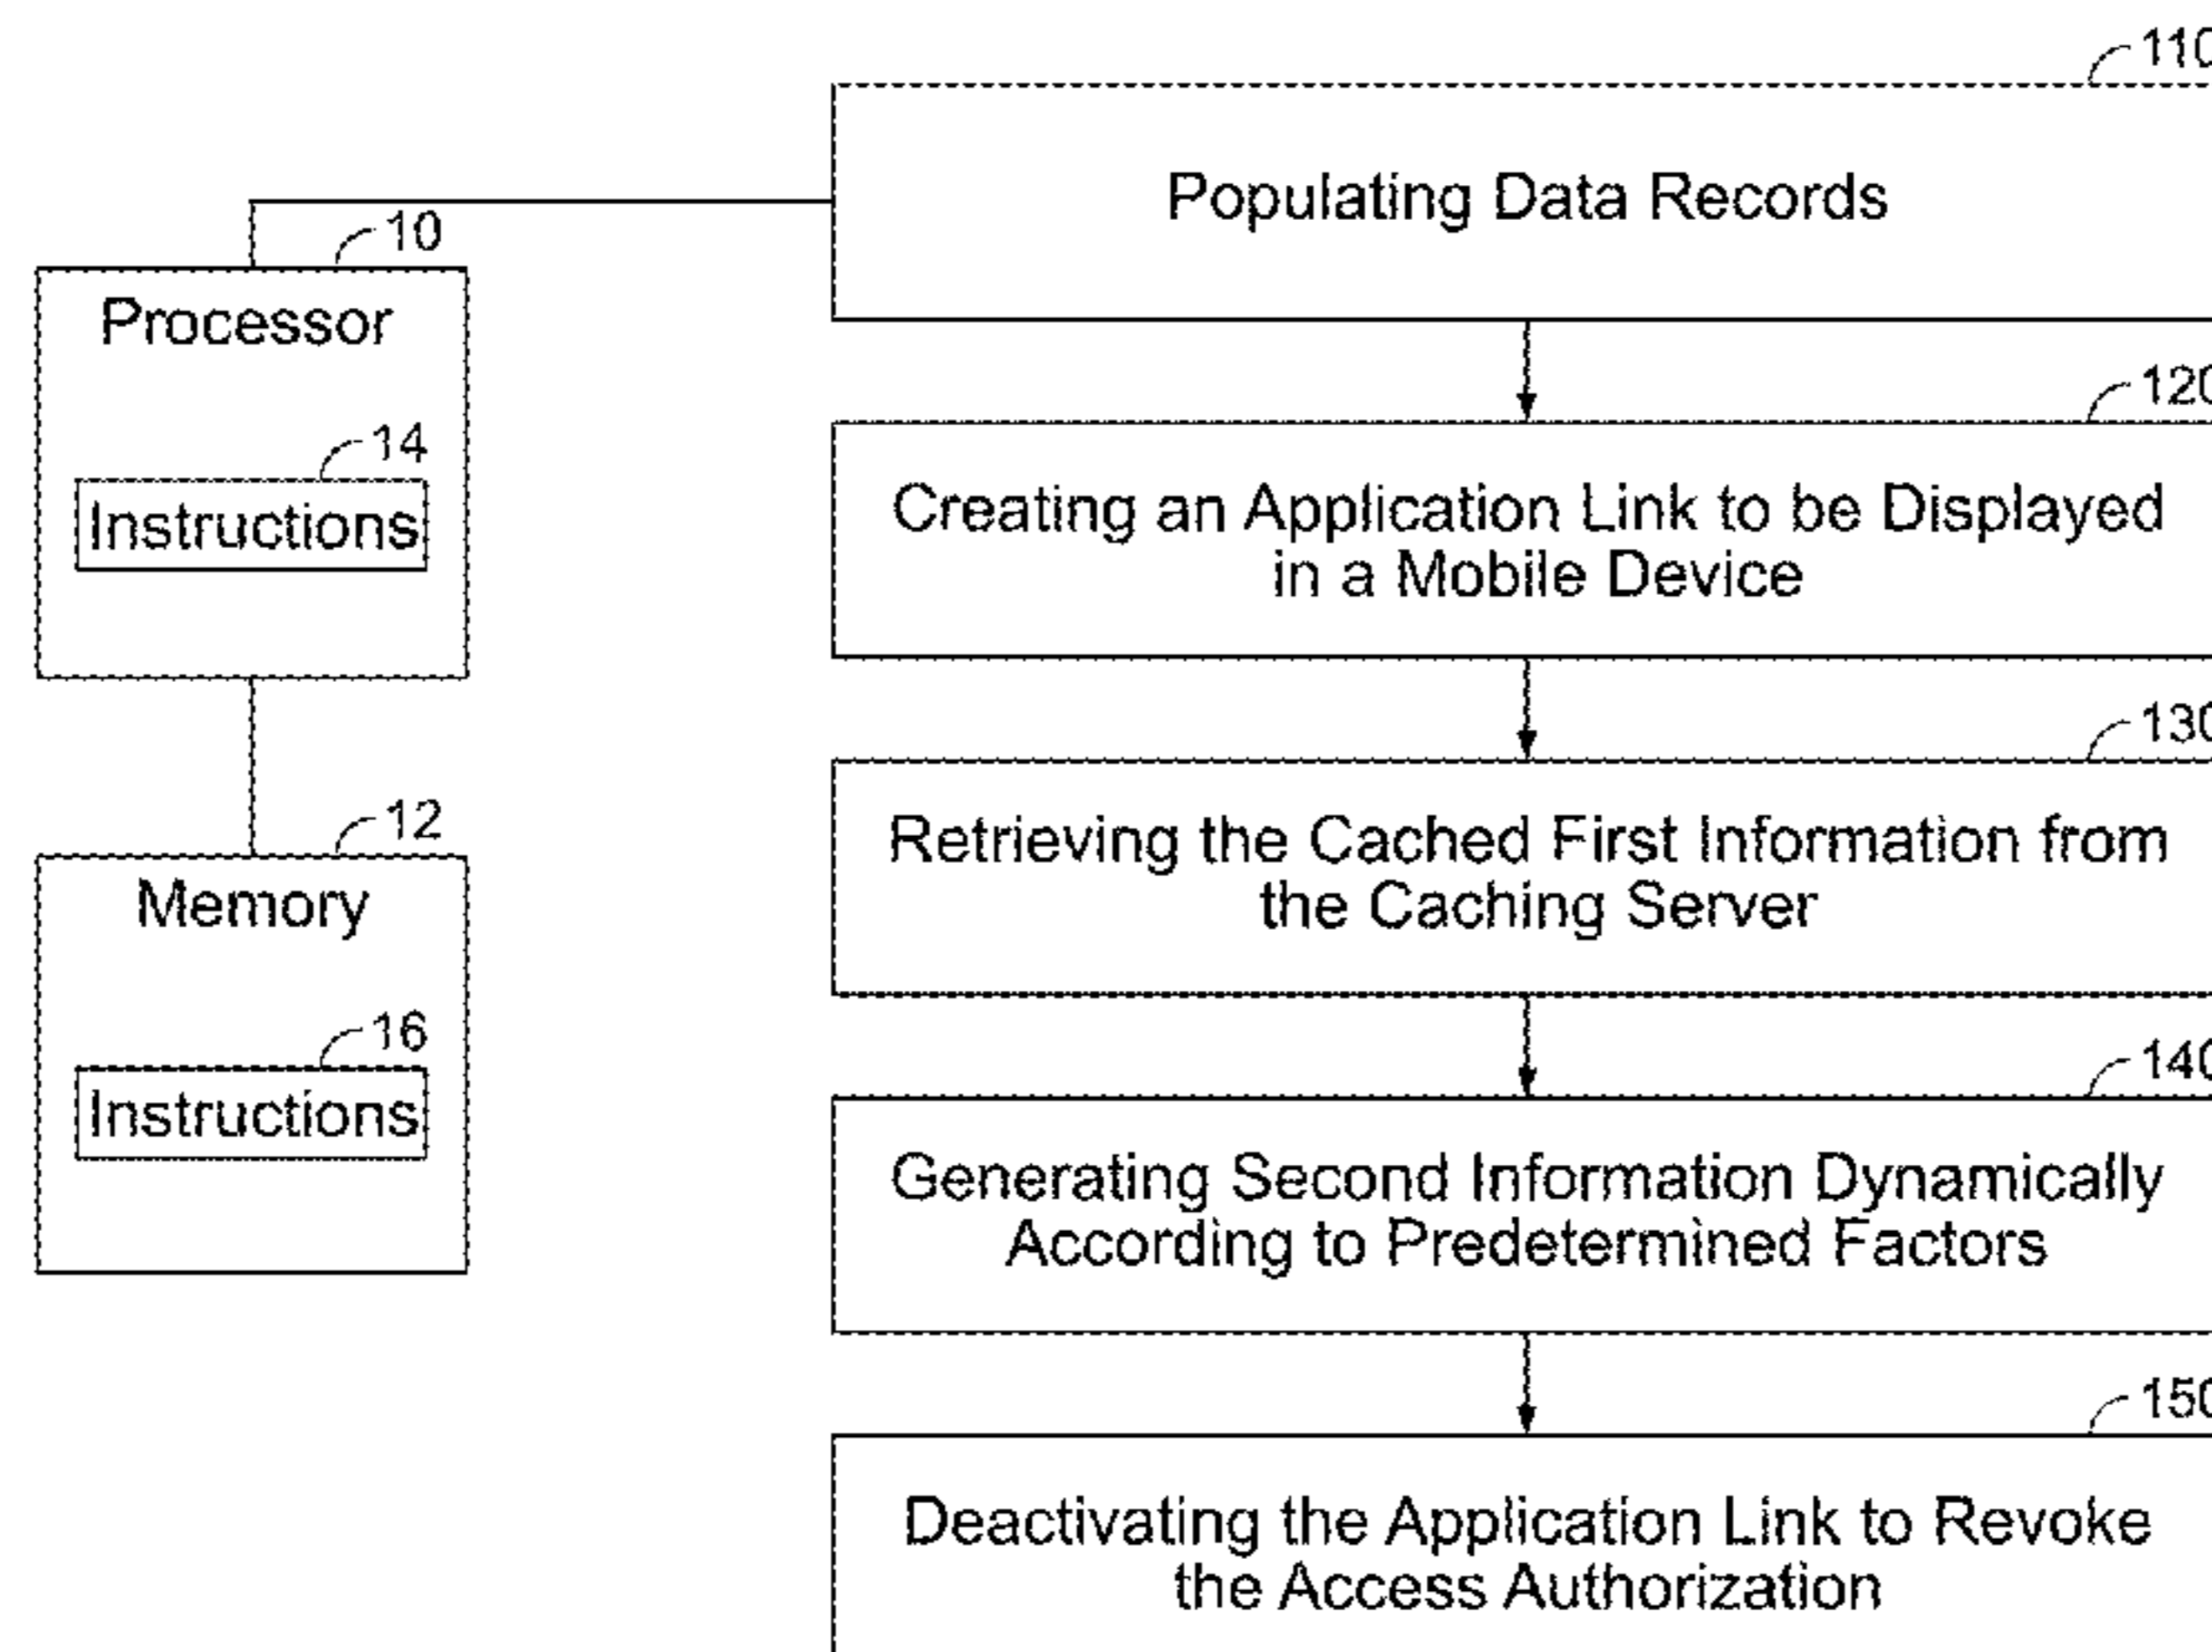 110
Populating Data Records
10
Processor
14
Instructions
120
Creating an Application Link to be Displayed
in a Mobile Device
130
12
Memory
Retrieving the Cached First Information from
the Caching Server
16
Instructions
140
Generating Second Information Dynamically
According to Predetermined Factors
150
Deactivating the Application Link to Revoke
the Access Authorization